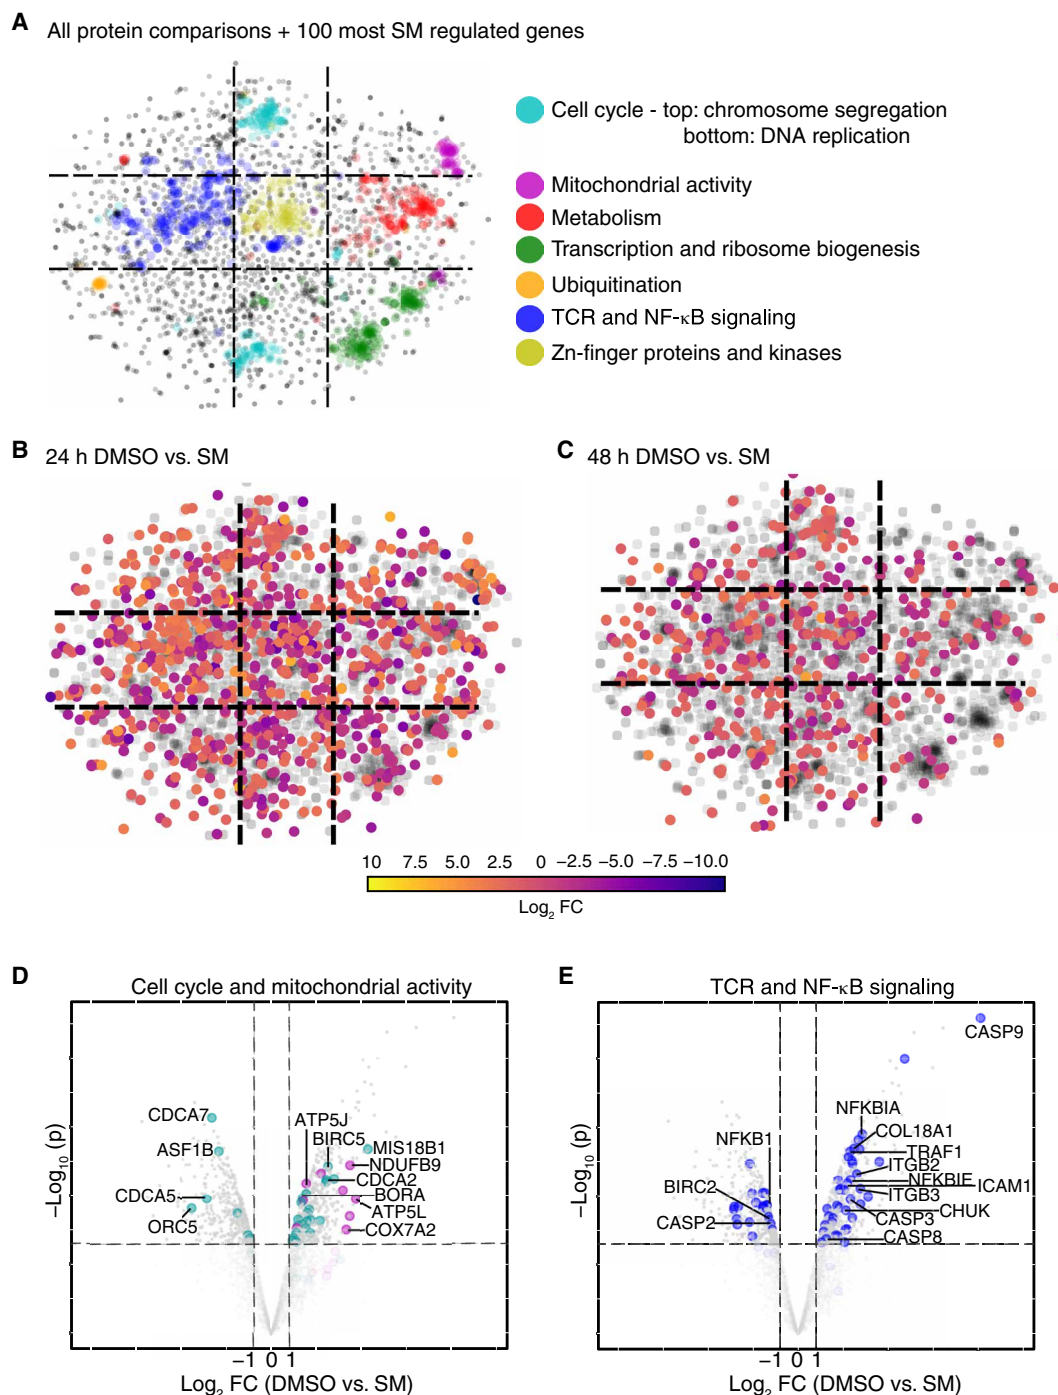 A All protein comparisons + 100 most SM regulated genes
Cell cycle - top: chromosome segregation
bottom: DNA replication
Mitochondrial activity
Metabolism
Transcription and ribosome biogenesis
Ubiquitination
TCR and NF-κB signaling
Zn-finger proteins and kinases
B 24 h DMSO vs. SM
C 48 h DMSO vs. SM
10 7.5 5.0 2.5 0 −2.5 −5.0 −7.5 −10.0
Log₂ FC
D Cell cycle and mitochondrial activity
−Log₁₀ (p)
CDCA7
ASF1B
CDCA5
ORC5
ATP5J
BIRC5
MIS18B1
NDUFB9
CDCA2
BORA
ATP5L
COX7A2
−1 0 1
Log₂ FC (DMSO vs. SM)
E TCR and NF-κB signaling
−Log₁₀ (p)
CASP9
NFKBIA
COL18A1
NFKB1
TRAF1
ITGB2
NFKBIE
ICAM1
BIRC2
ITGB3
CHUK
CASP2
CASP3
CASP8
−1 0 1
Log₂ FC (DMSO vs. SM)